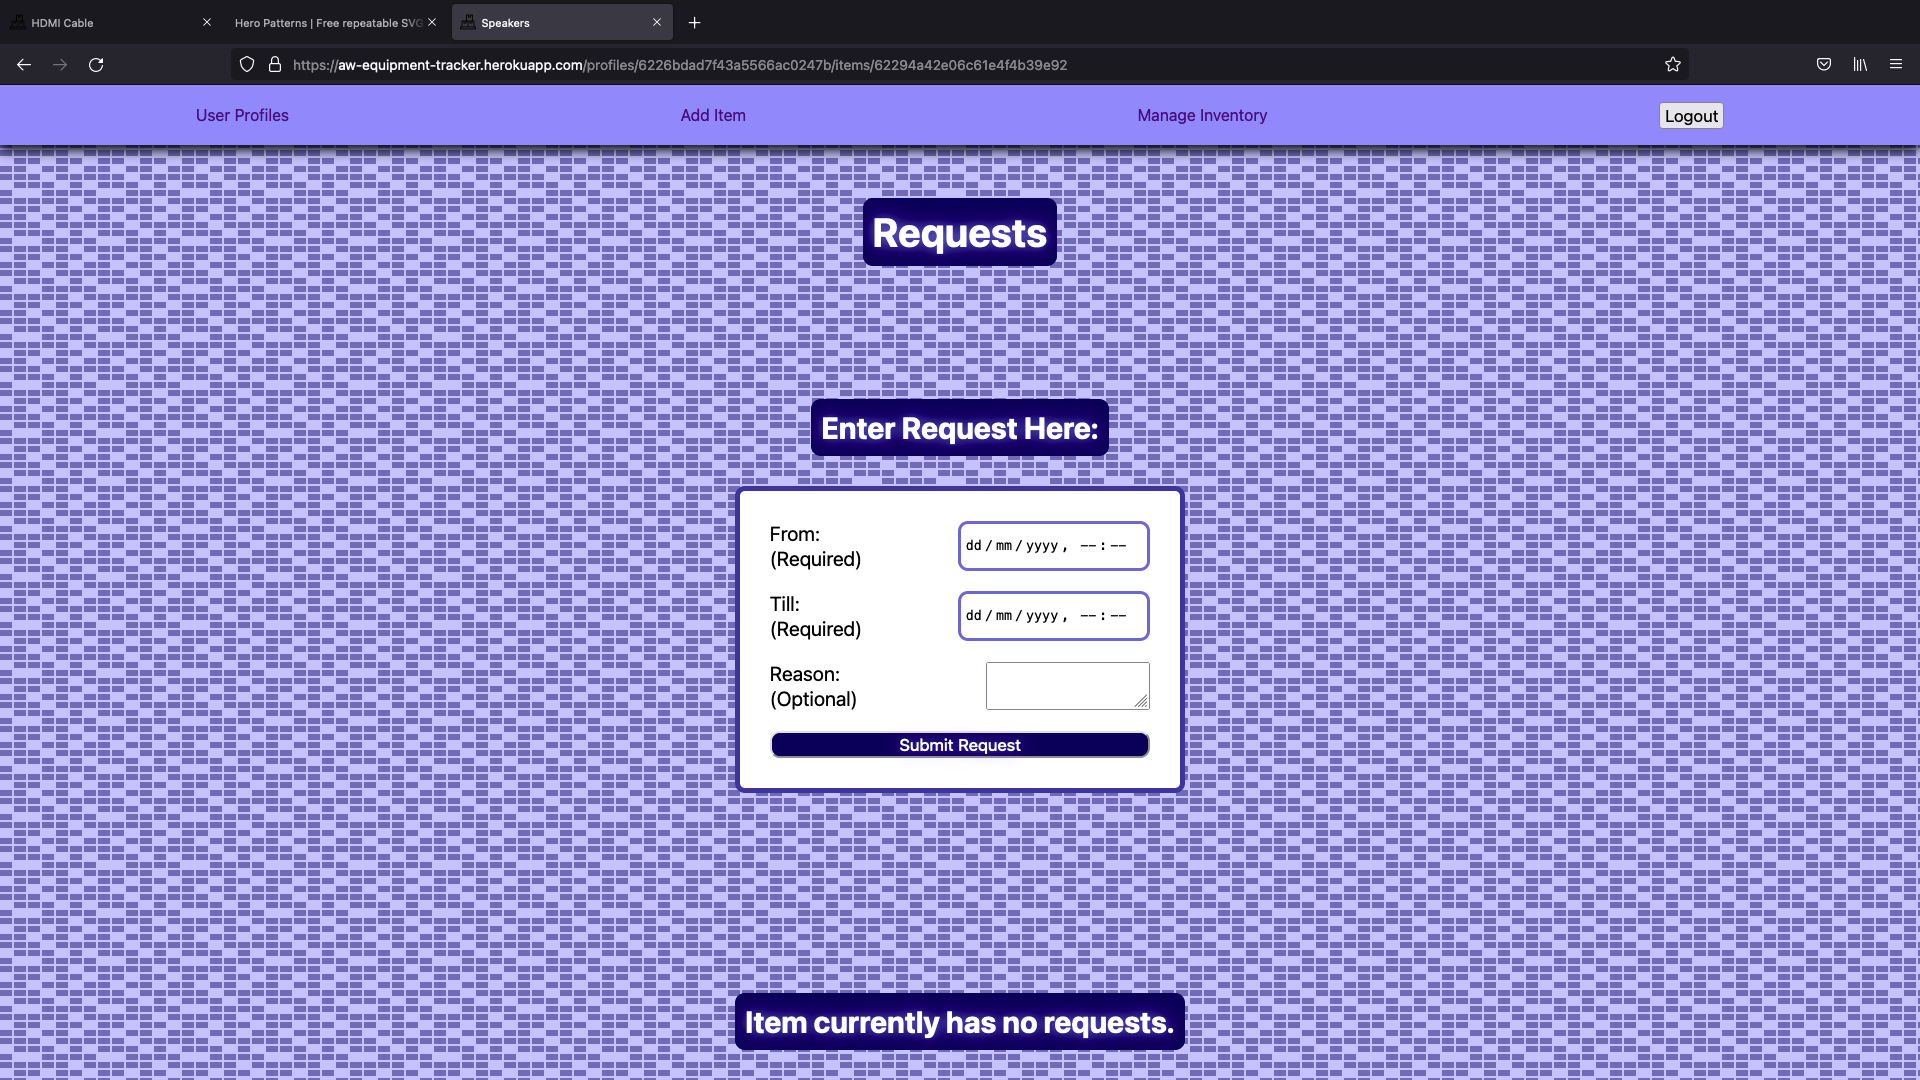 HDMI Cable
Hero Patterns | Free repeatable SVG
Speakers
https://aw-equipment-tracker.herokuapp.com/profiles/6226bdad7f43a5566ac0247b/items/62294a42e06c61e4f4b39e92
User Profiles
Add Item
Manage Inventory
Logout
Requests
Enter Request Here:
From:
(Required)
dd/mm/yyyy, --:--
Till:
(Required)
dd/mm/yyyy, --:--
Reason:
(Optional)
Submit Request
Item currently has no requests.